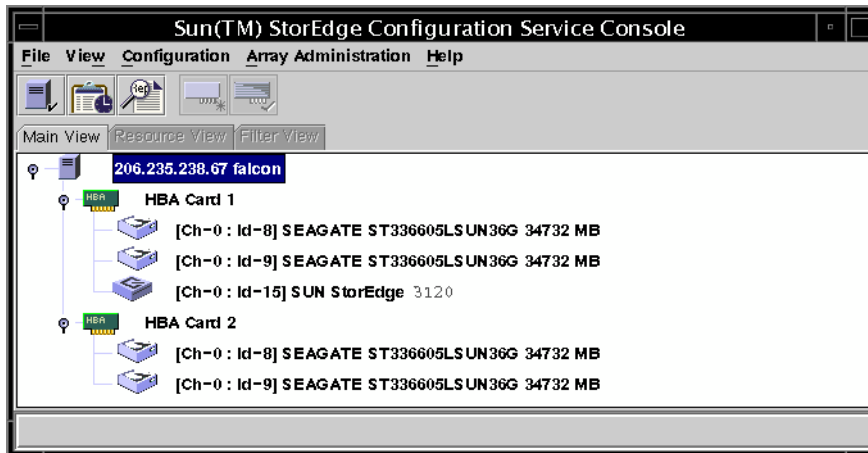 Sun(TM) StorEdge Configuration Service Console
File View Configuration Array Administration Help
Rep
Main View Resource View Filter View
206.235.238.67 falcon
HBA HBA Card 1
[Ch-0 : Id-8] SEAGATE ST336605LSUN36G 34732 MB
[Ch-0 : Id-9] SEAGATE ST336605LSUN36G 34732 MB
[Ch-0 : Id-15] SUN StorEdge 3120
HBA HBA Card 2
[Ch-0 : Id-8] SEAGATE ST336605LSUN36G 34732 MB
[Ch-0 : Id-9] SEAGATE ST336605LSUN36G 34732 MB